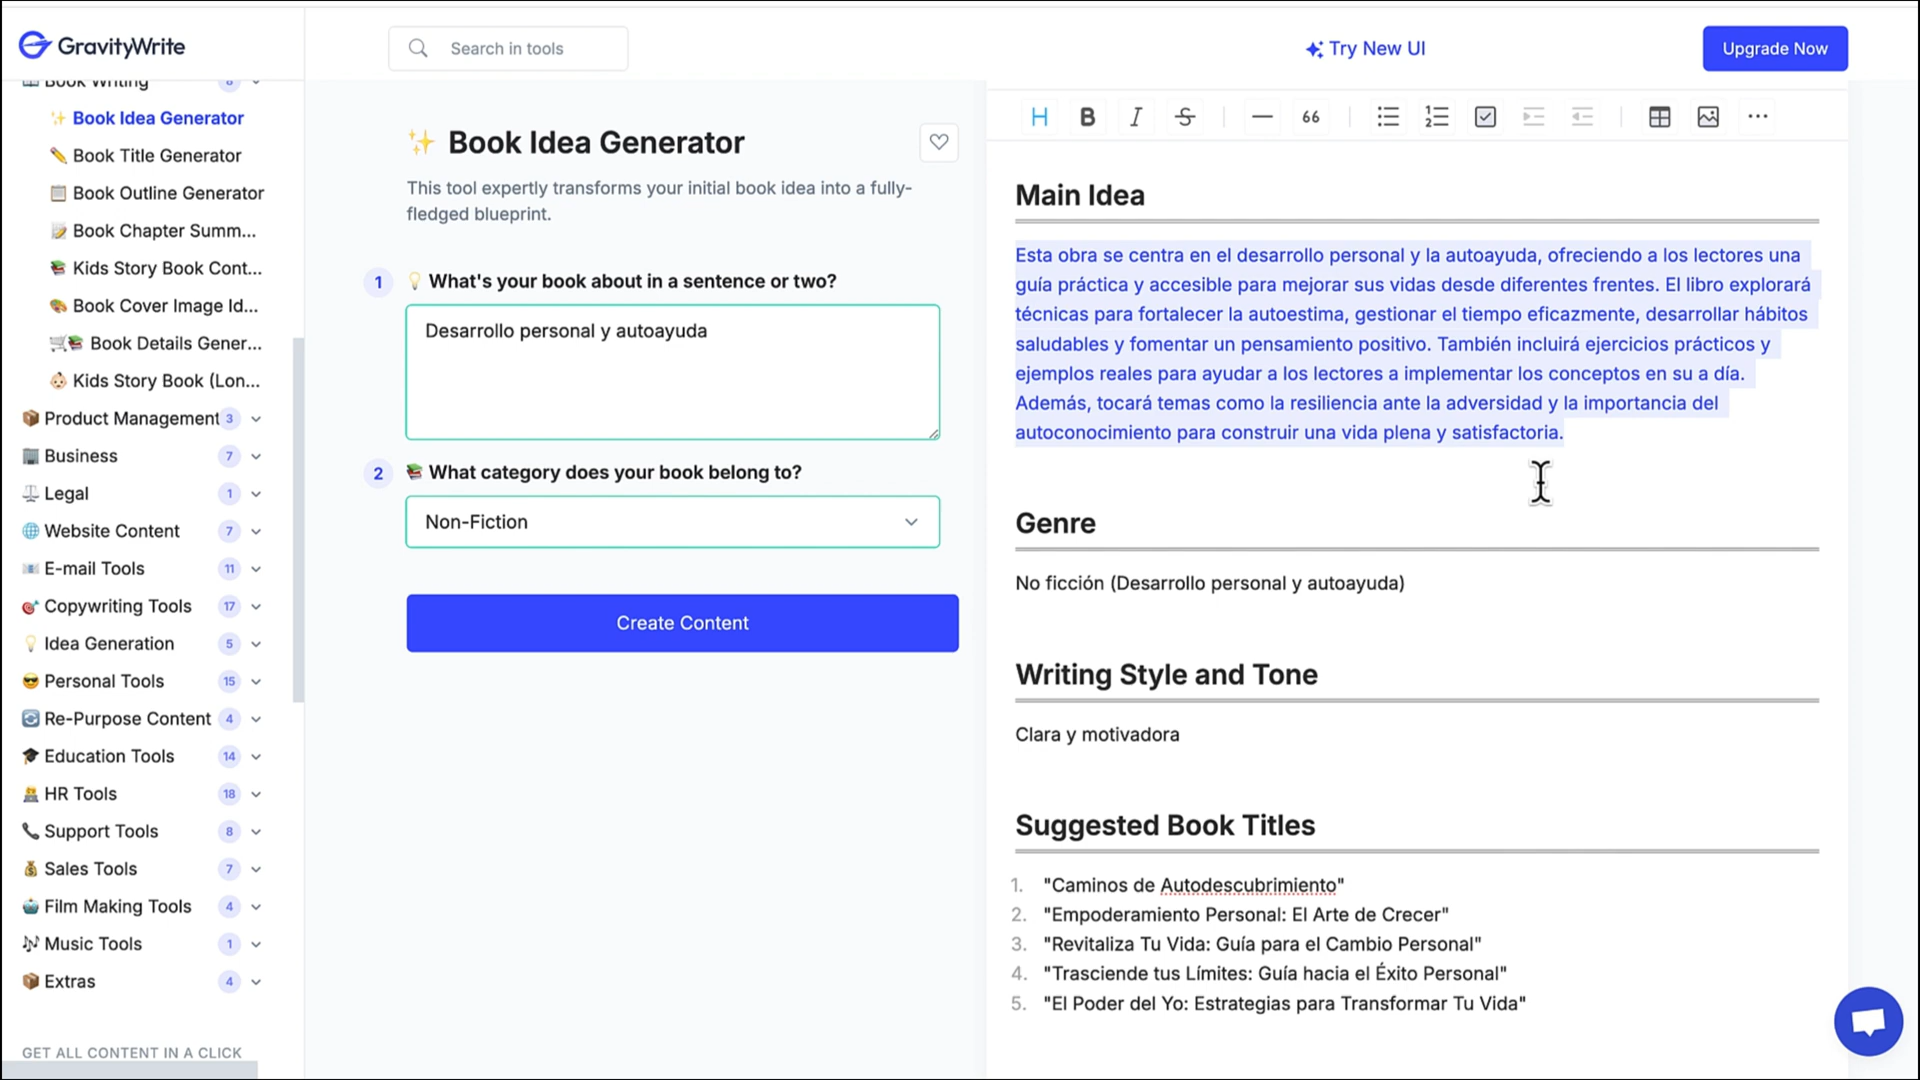 GravityWrite
Search in tools
Try New UI
Upgrade Now
Book Writing 8
Book Idea Generator
Book Title Generator
Book Outline Generator
Book Chapter Summ...
Kids Story Book Cont...
Book Cover Image Id...
Book Details Gener...
Kids Story Book (Lon...
Product Management 3
Business 7
Legal 1
Website Content 7
E-mail Tools 11
Copywriting Tools 17
Idea Generation 5
Personal Tools 15
Re-Purpose Content 4
Education Tools 14
HR Tools 18
Support Tools 8
Sales Tools 7
Film Making Tools 4
Music Tools 1
Extras 4
GET ALL CONTENT IN A CLICK
Book Idea Generator
This tool expertly transforms your initial book idea into a fully-
fledged blueprint.
1 What's your book about in a sentence or two?
Desarrollo personal y autoayuda
2 What category does your book belong to?
Non-Fiction
Create Content
H B I S 66
Main Idea
Esta obra se centra en el desarrollo personal y la autoayuda, ofreciendo a los lectores una
guía práctica y accesible para mejorar sus vidas desde diferentes frentes. El libro explorará
técnicas para fortalecer la autoestima, gestionar el tiempo eficazmente, desarrollar hábitos
saludables y fomentar un pensamiento positivo. También incluirá ejercicios prácticos y
ejemplos reales para ayudar a los lectores a implementar los conceptos en su a día.
Además, tocará temas como la resiliencia ante la adversidad y la importancia del
autoconocimiento para construir una vida plena y satisfactoria.
Genre
No ficción (Desarrollo personal y autoayuda)
Writing Style and Tone
Clara y motivadora
Suggested Book Titles
1. "Caminos de Autodescubrimiento"
2. "Empoderamiento Personal: El Arte de Crecer"
3. "Revitaliza Tu Vida: Guía para el Cambio Personal"
4. "Trasciende tus Límites: Guía hacia el Éxito Personal"
5. "El Poder del Yo: Estrategias para Transformar Tu Vida"